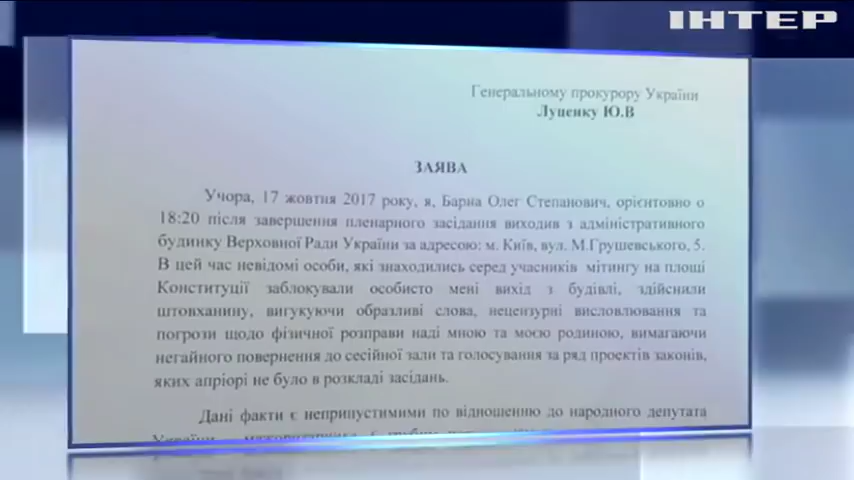 ІНТЕР
Генеральному прокурору України
Луценку Ю.В
ЗАЯВА
Учора, 17 жовтня 2017 року, я, Барна Олег Степанович, орієнтовно о
18:20 після завершення пленарного засідання виходив з адміністративного
будинку Верховної Ради України за адресою: м. Київ, вул. М.Грушевського, 5.
В цей час невідомі особи, які знаходились серед учасників мітингу на площі
Конституції заблокували особисто мені вихід з будівлі, здійснили
штовханину, вигукуючи образливі слова, нецензурні висловлювання та
погрози щодо фізичної розправи наді мною та моєю родиною, вимагаючи
негайного повернення до сесійної зали та голосування за ряд проектів законів,
яких апріорі не було в розкладі засідань.
Дані факти є неприпустимими по відношенню до народного депутата
України